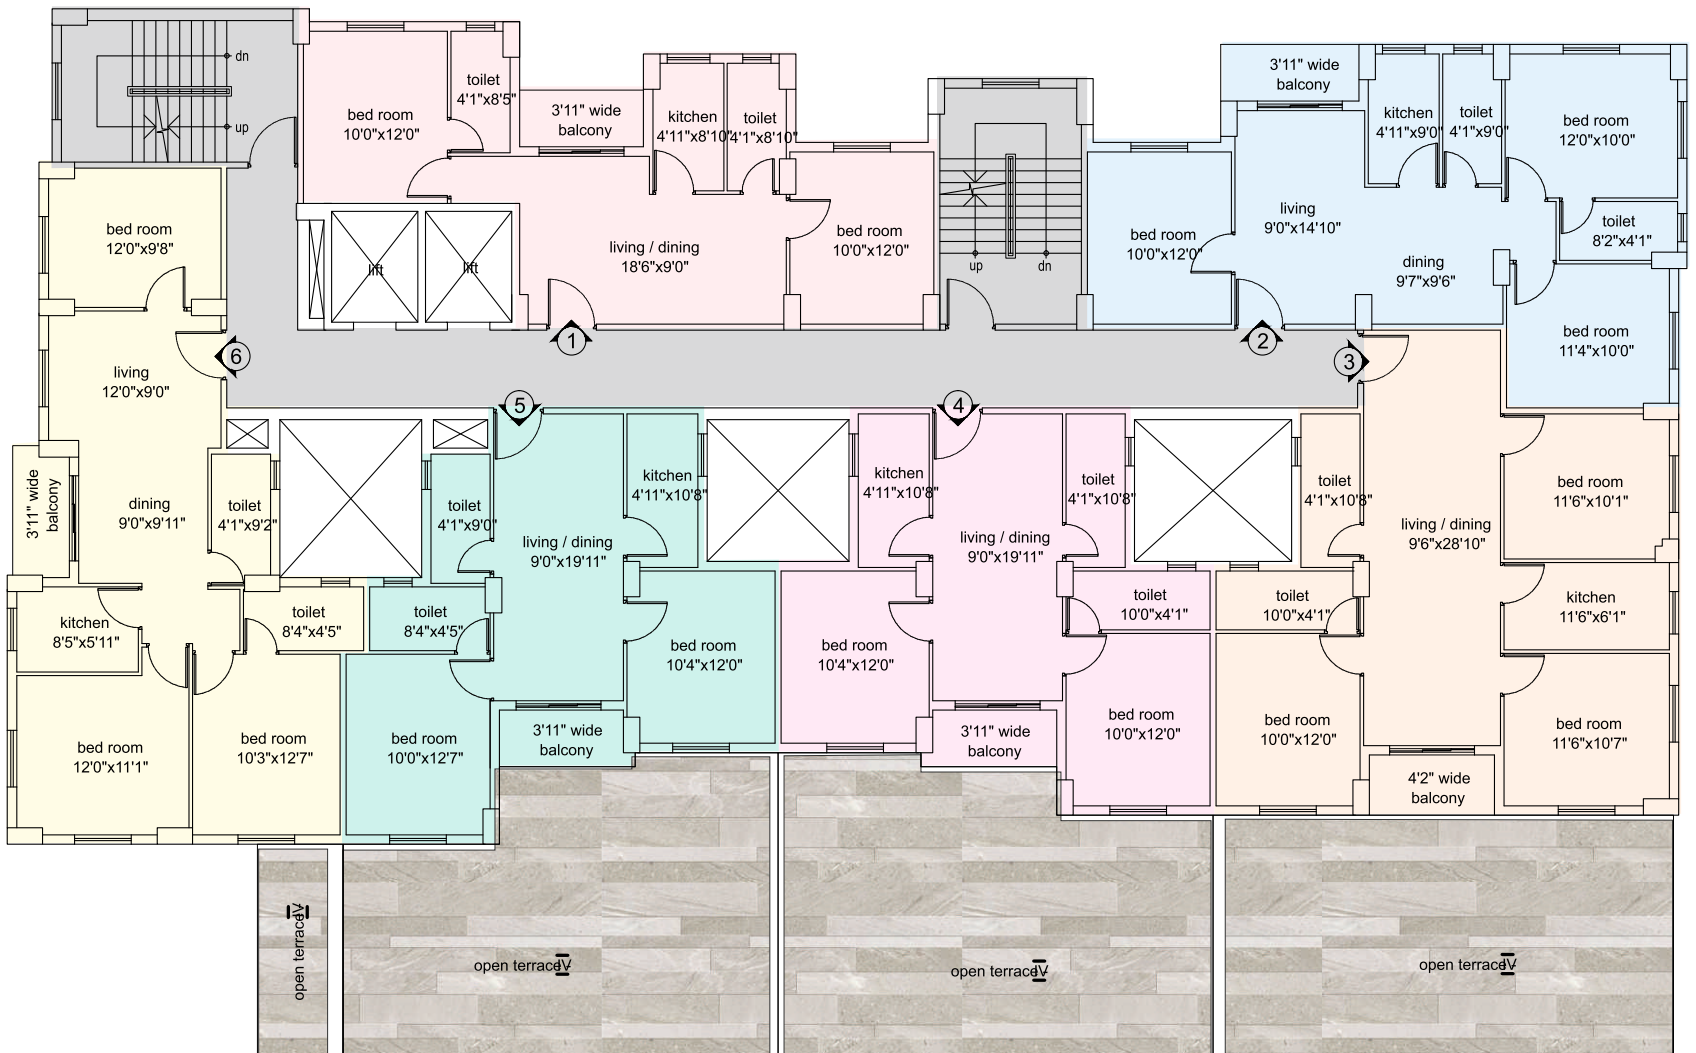 dn
up
bed room
10'0"x12'0"
toilet
4'1"x8'5"
3'11" wide
balcony
kitchen
4'11"x8'10"
toilet
4'1"x8'10"
living / dining
18'6"x9'0"
bed room
10'0"x12'0"
lift
lift
1
up
dn
3'11" wide
balcony
kitchen
4'11"x9'0"
toilet
4'1"x9'0"
bed room
12'0"x10'0"
living
9'0"x14'10"
bed room
10'0"x12'0"
toilet
8'2"x4'1"
dining
9'7"x9'6"
bed room
11'4"x10'0"
2
3
bed room
12'0"x9'8"
6
living
12'0"x9'0"
3'11" wide
balcony
dining
9'0"x9'11"
toilet
4'1"x9'2"
kitchen
8'5"x5'11"
toilet
8'4"x4'5"
bed room
12'0"x11'1"
bed room
10'3"x12'7"
5
kitchen
4'11"x10'8"
toilet
4'1"x9'0"
living / dining
9'0"x19'11"
toilet
8'4"x4'5"
bed room
10'4"x12'0"
bed room
10'0"x12'7"
3'11" wide
balcony
4
kitchen
4'11"x10'8"
toilet
4'1"x10'8"
living / dining
9'0"x19'11"
toilet
10'0"x4'1"
bed room
10'4"x12'0"
bed room
10'0"x12'0"
3'11" wide
balcony
toilet
4'1"x10'8"
living / dining
9'6"x28'10"
bed room
11'6"x10'1"
toilet
10'0"x4'1"
kitchen
11'6"x6'1"
bed room
10'0"x12'0"
bed room
11'6"x10'7"
4'2" wide
balcony
open terrace IV
open terrace IV
open terrace IV
open terrace IV